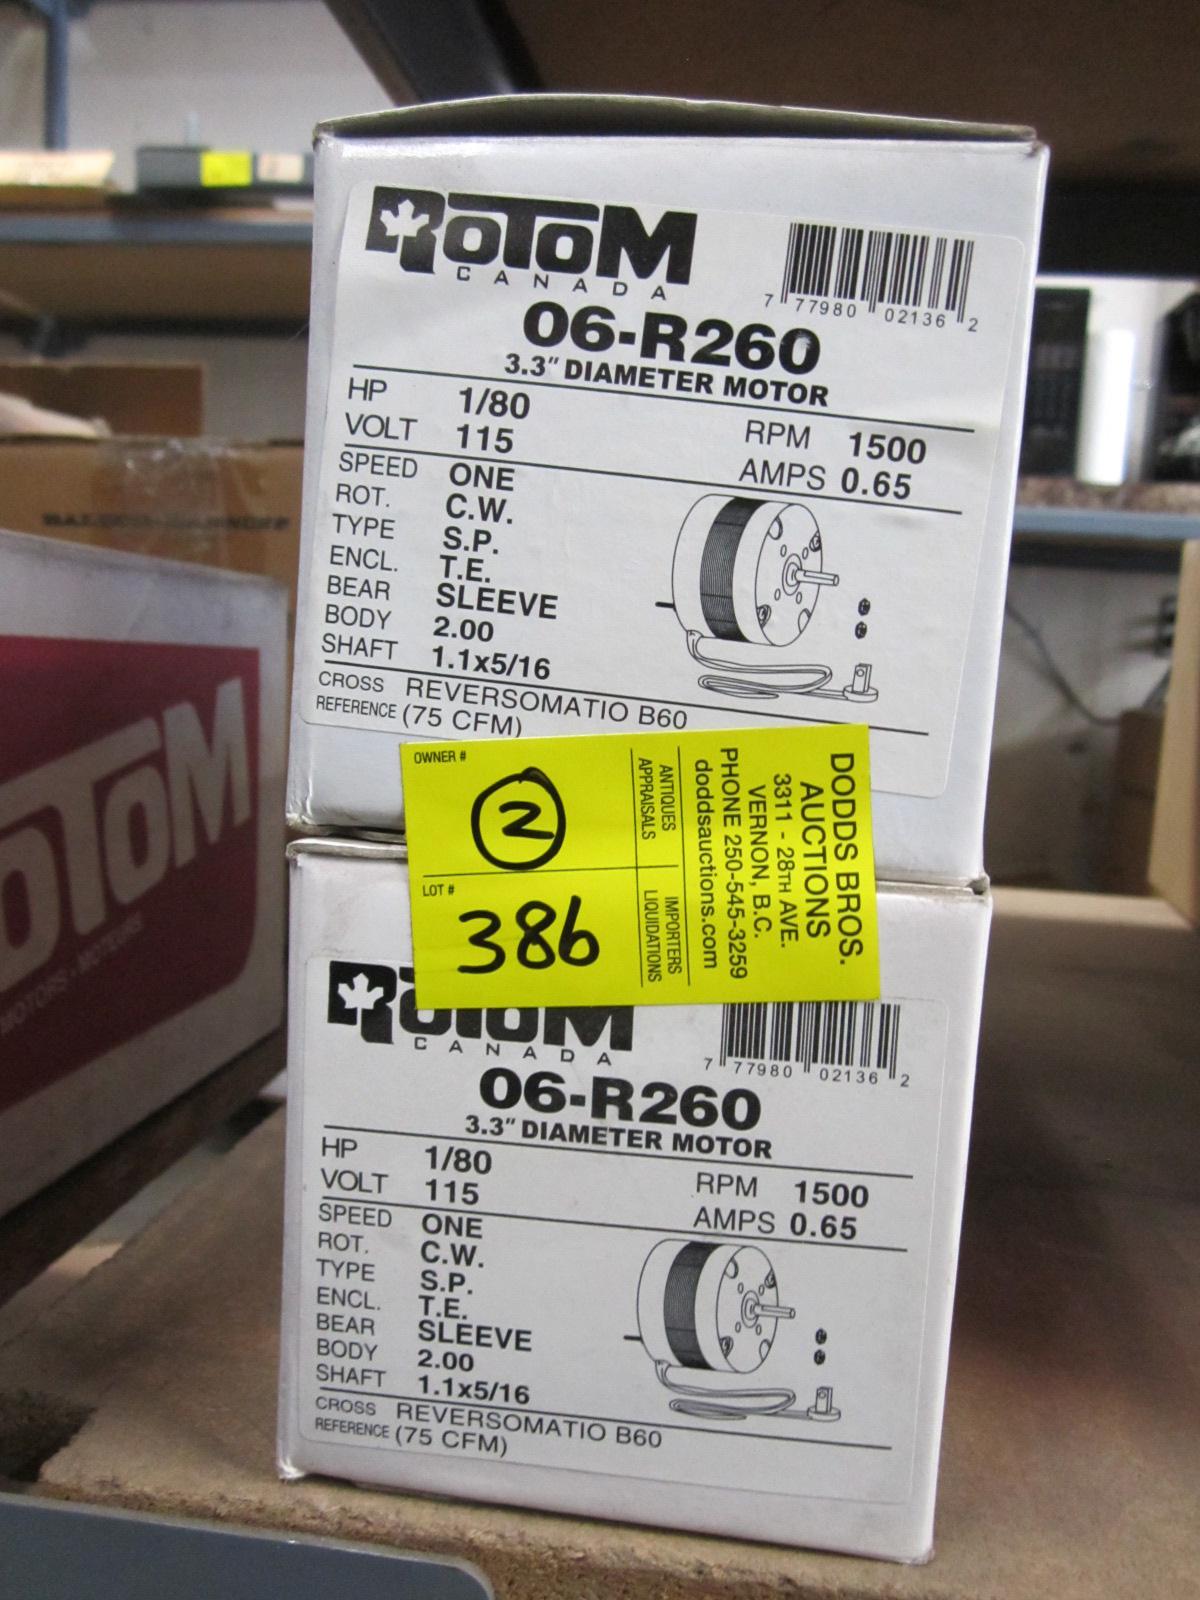 ROTOM
CANADA
7 77980 02136 2
06-R260
3.3" DIAMETER MOTOR
HP 1/80 RPM 1500
VOLT 115 AMPS 0.65
SPEED ONE
ROT. C.W.
TYPE S.P.
ENCL. T.E.
BEAR SLEEVE
BODY 2.00
SHAFT 1.1x5/16
CROSS REFERENCE REVERSOMATIO B60
(75 CFM)
OWNER #
2
LOT #
386
ANTIQUES
APPRAISALS
IMPORTERS
LIQUIDATIONS
DODDS BROS.
AUCTIONS
3311 - 28TH AVE.
VERNON, B.C.
PHONE 250-545-3259
doddsauctions.com
ROTOM
CANADA
7 77980 02136 2
06-R260
3.3" DIAMETER MOTOR
HP 1/80 RPM 1500
VOLT 115 AMPS 0.65
SPEED ONE
ROT. C.W.
TYPE S.P.
ENCL. T.E.
BEAR SLEEVE
BODY 2.00
SHAFT 1.1x5/16
CROSS REFERENCE REVERSOMATIO B60
(75 CFM)
OTOM
MOTORS • MOTEURS